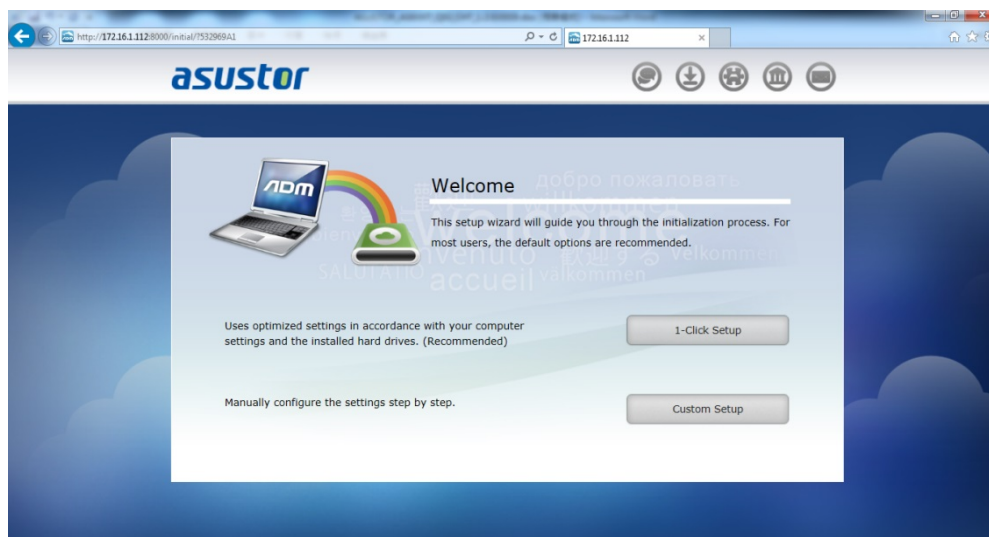 http://172.16.1.112:8000/initial/?532969A1
172.16.1.112
asustor
ADM
Welcome
добро пожаловать
This setup wizard will guide you through the initialization process. For
most users, the default options are recommended.
SALUTATIO
accueil
välkommen
Uses optimized settings in accordance with your computer
settings and the installed hard drives. (Recommended)
1-Click Setup
Manually configure the settings step by step.
Custom Setup